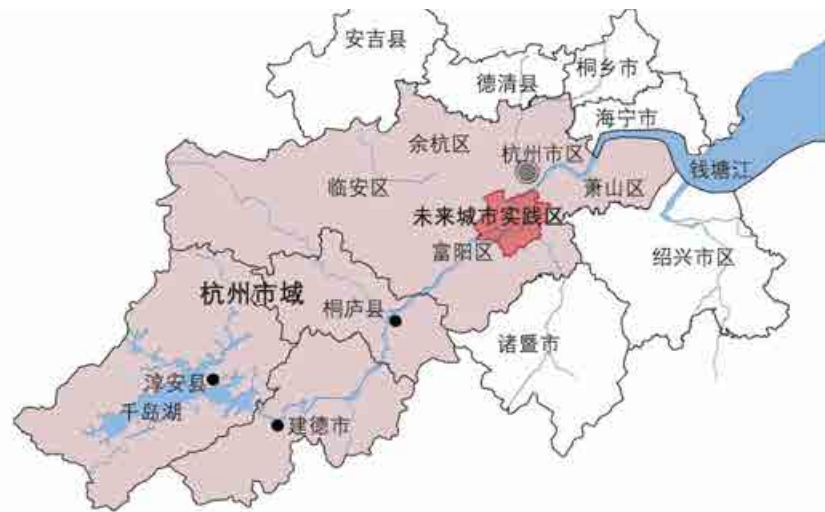 安吉县
德清县
桐乡市
海宁市
余杭区
杭州市区
钱塘江
临安区
萧山区
未来城市实践区
富阳区
绍兴市区
杭州市域
桐庐县
诸暨市
淳安县
千岛湖
建德市